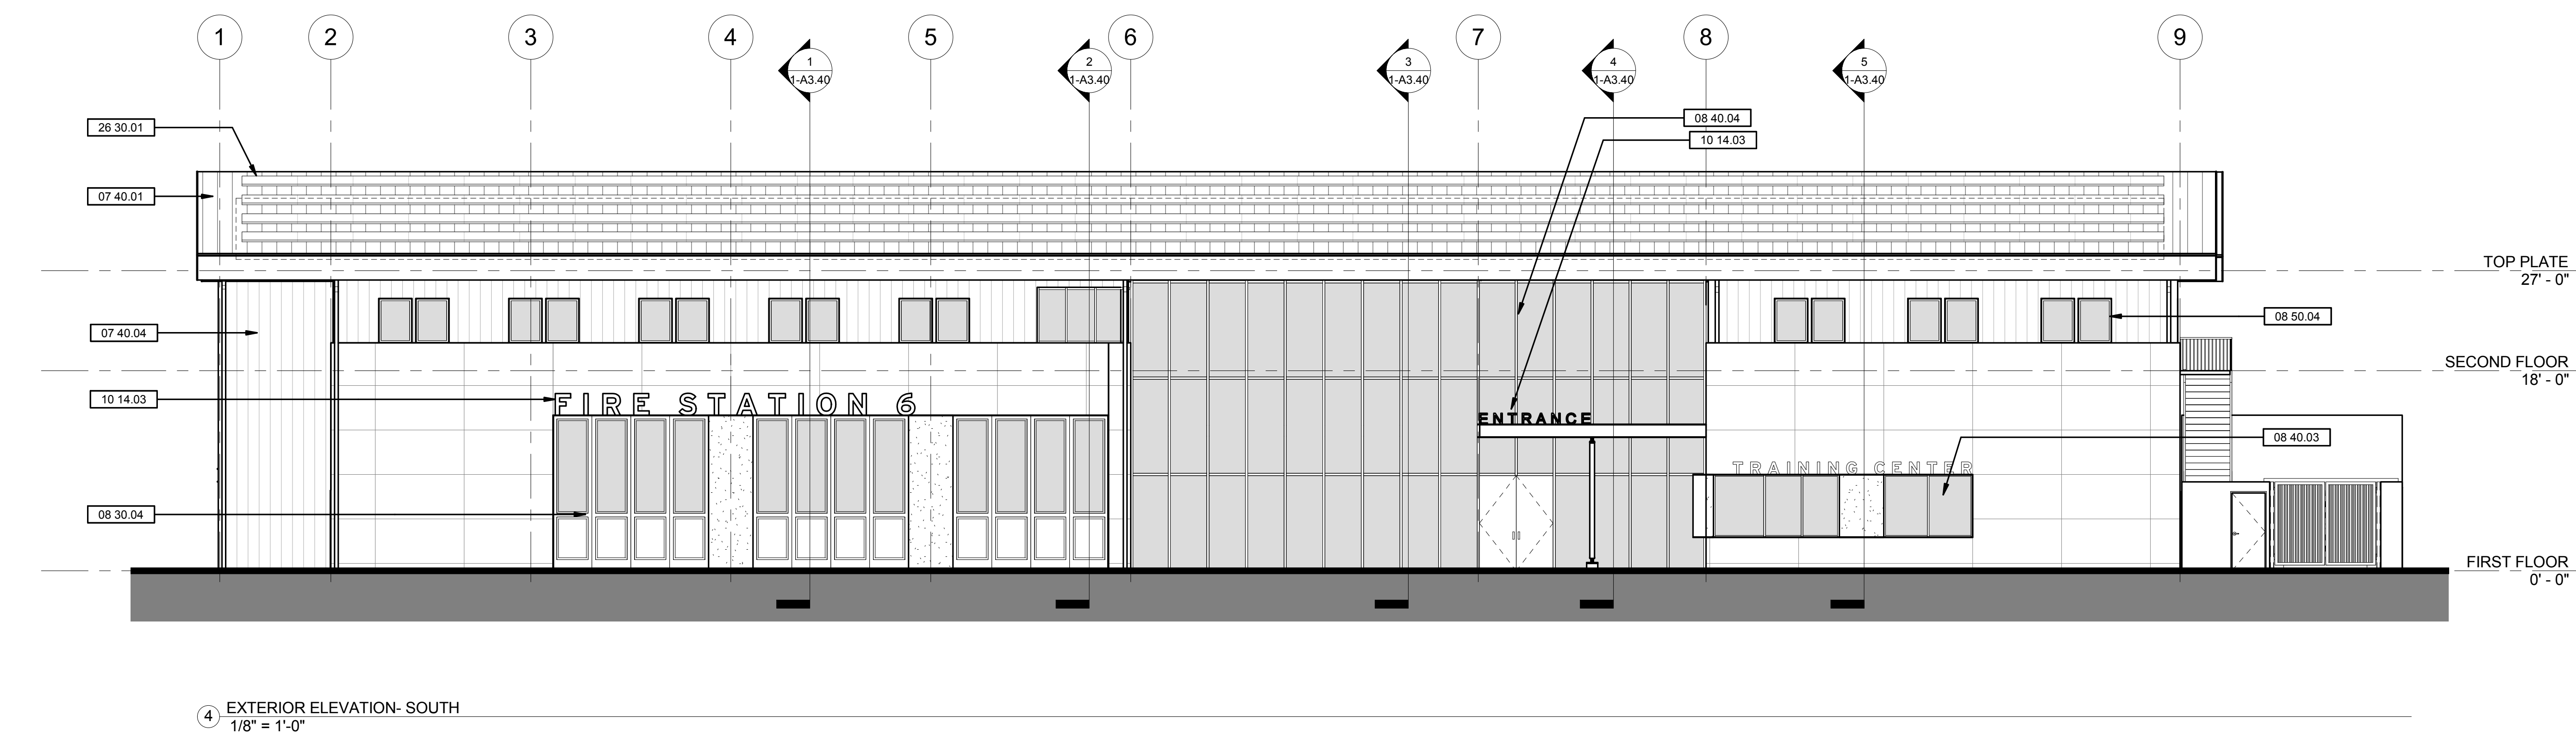 1 2 3 4 5 6 7 8 9
1 2 3 4 5
1-A3.40 1-A3.40 1-A3.40 1-A3.40 1-A3.40
08 40.04
26 30.01
10 14.03
07 40.01
TOP PLATE
27' - 0"
08 50.04
07 40.04
SECOND FLOOR
18' - 0"
10 14.03
FIRE STATION 6
ENTRANCE
08 40.03
TRAINING CENTER
08 30.04
FIRST FLOOR
0' - 0"
4 EXTERIOR ELEVATION- SOUTH
1/8" = 1'-0"